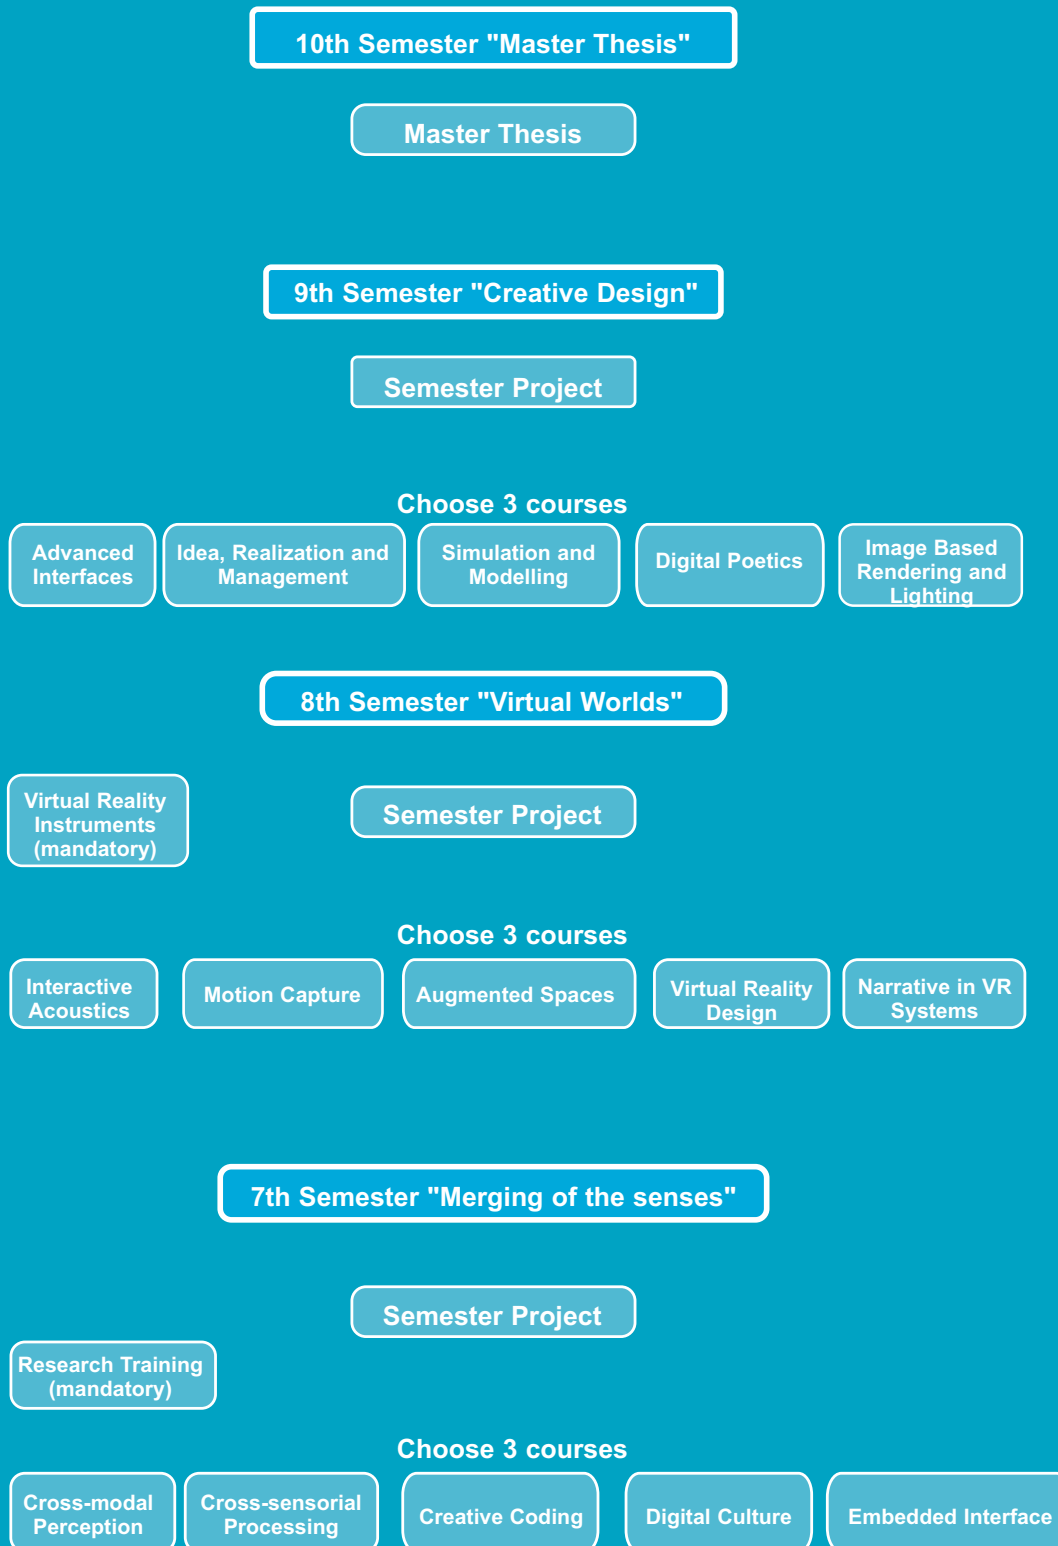 10th Semester "Master Thesis"
Master Thesis
9th Semester "Creative Design"
Semester Project
Choose 3 courses
Advanced
Interfaces
Idea, Realization and
Management
Simulation and
Modelling
Digital Poetics
Image Based
Rendering and
Lighting
8th Semester "Virtual Worlds"
Virtual Reality
Instruments
(mandatory)
Semester Project
Choose 3 courses
Interactive
Acoustics
Motion Capture
Augmented Spaces
Virtual Reality
Design
Narrative in VR
Systems
7th Semester "Merging of the senses"
Semester Project
Research Training
(mandatory)
Choose 3 courses
Cross-modal
Perception
Cross-sensorial
Processing
Creative Coding
Digital Culture
Embedded Interface